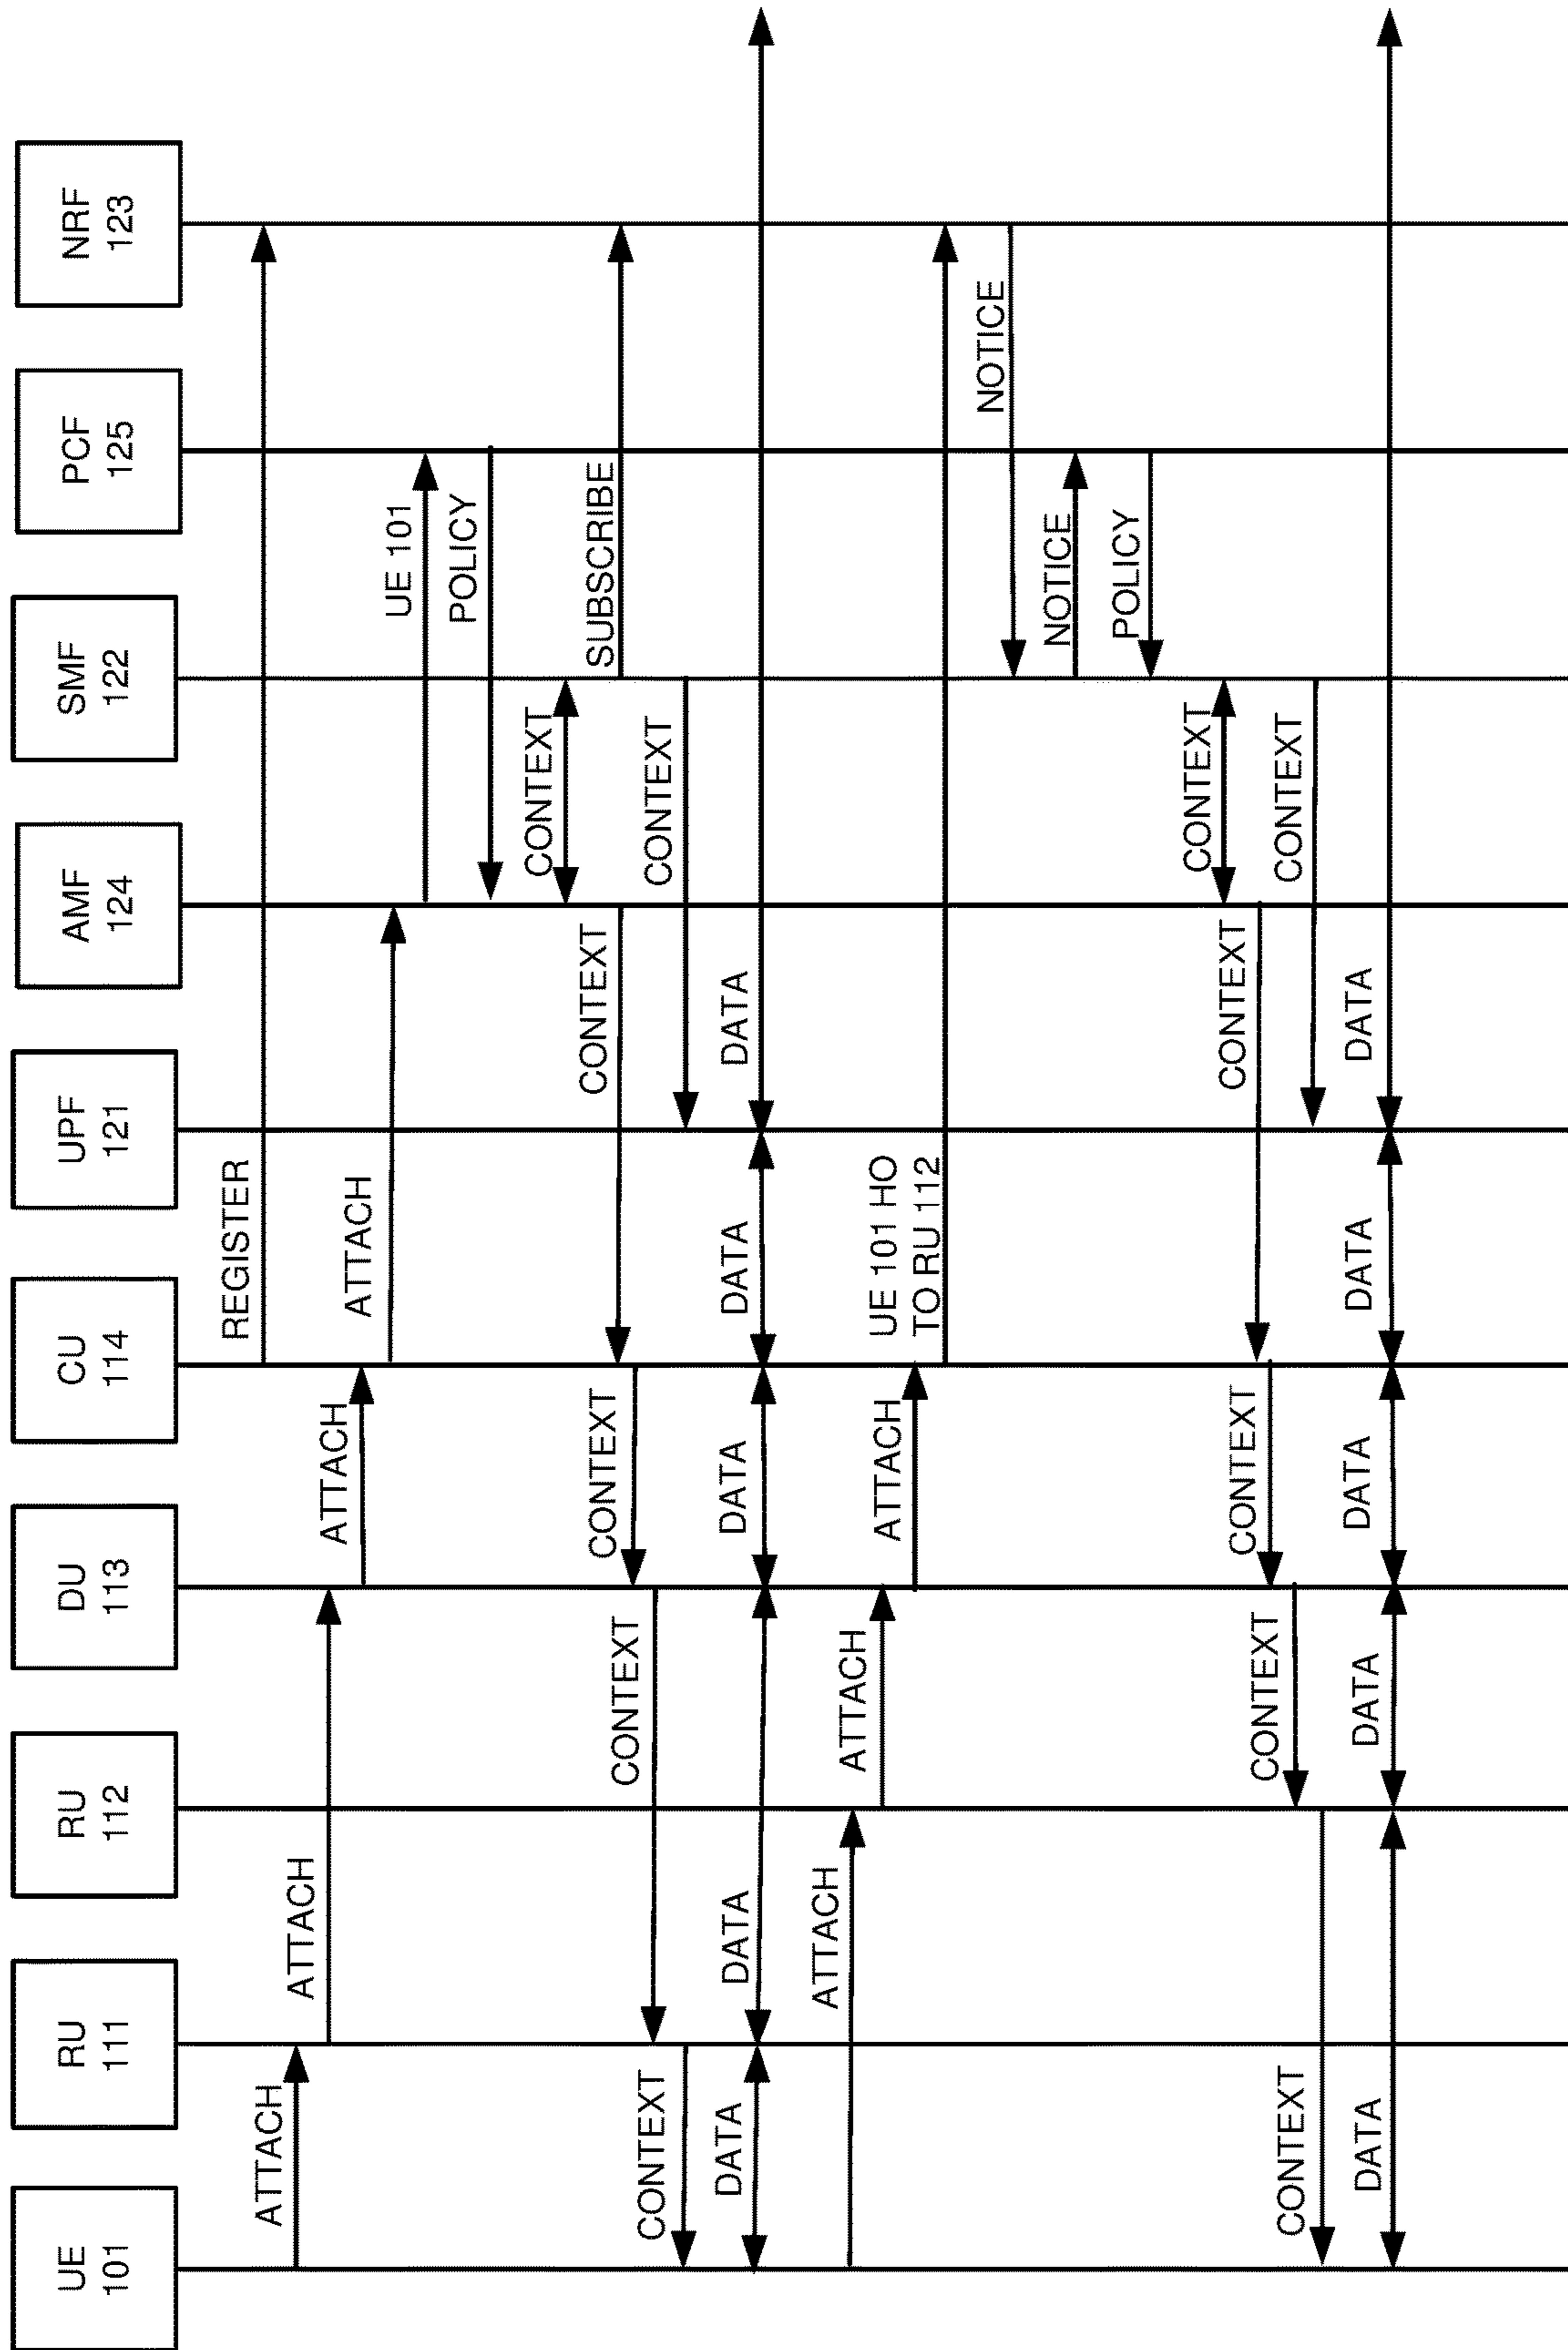 UE
101
RU
111
RU
112
DU
113
CU
114
UPF
121
AMF
124
SMF
122
PCF
125
NRF
123
REGISTER
ATTACH
ATTACH
ATTACH
ATTACH
UE 101
POLICY
CONTEXT
CONTEXT
SUBSCRIBE
CONTEXT
CONTEXT
CONTEXT
CONTEXT
DATA
DATA
DATA
DATA
DATA
ATTACH
ATTACH
ATTACH
UE 101 HO
TO RU 112
NOTICE
NOTICE
POLICY
CONTEXT
CONTEXT
CONTEXT
CONTEXT
CONTEXT
CONTEXT
DATA
DATA
DATA
DATA
DATA